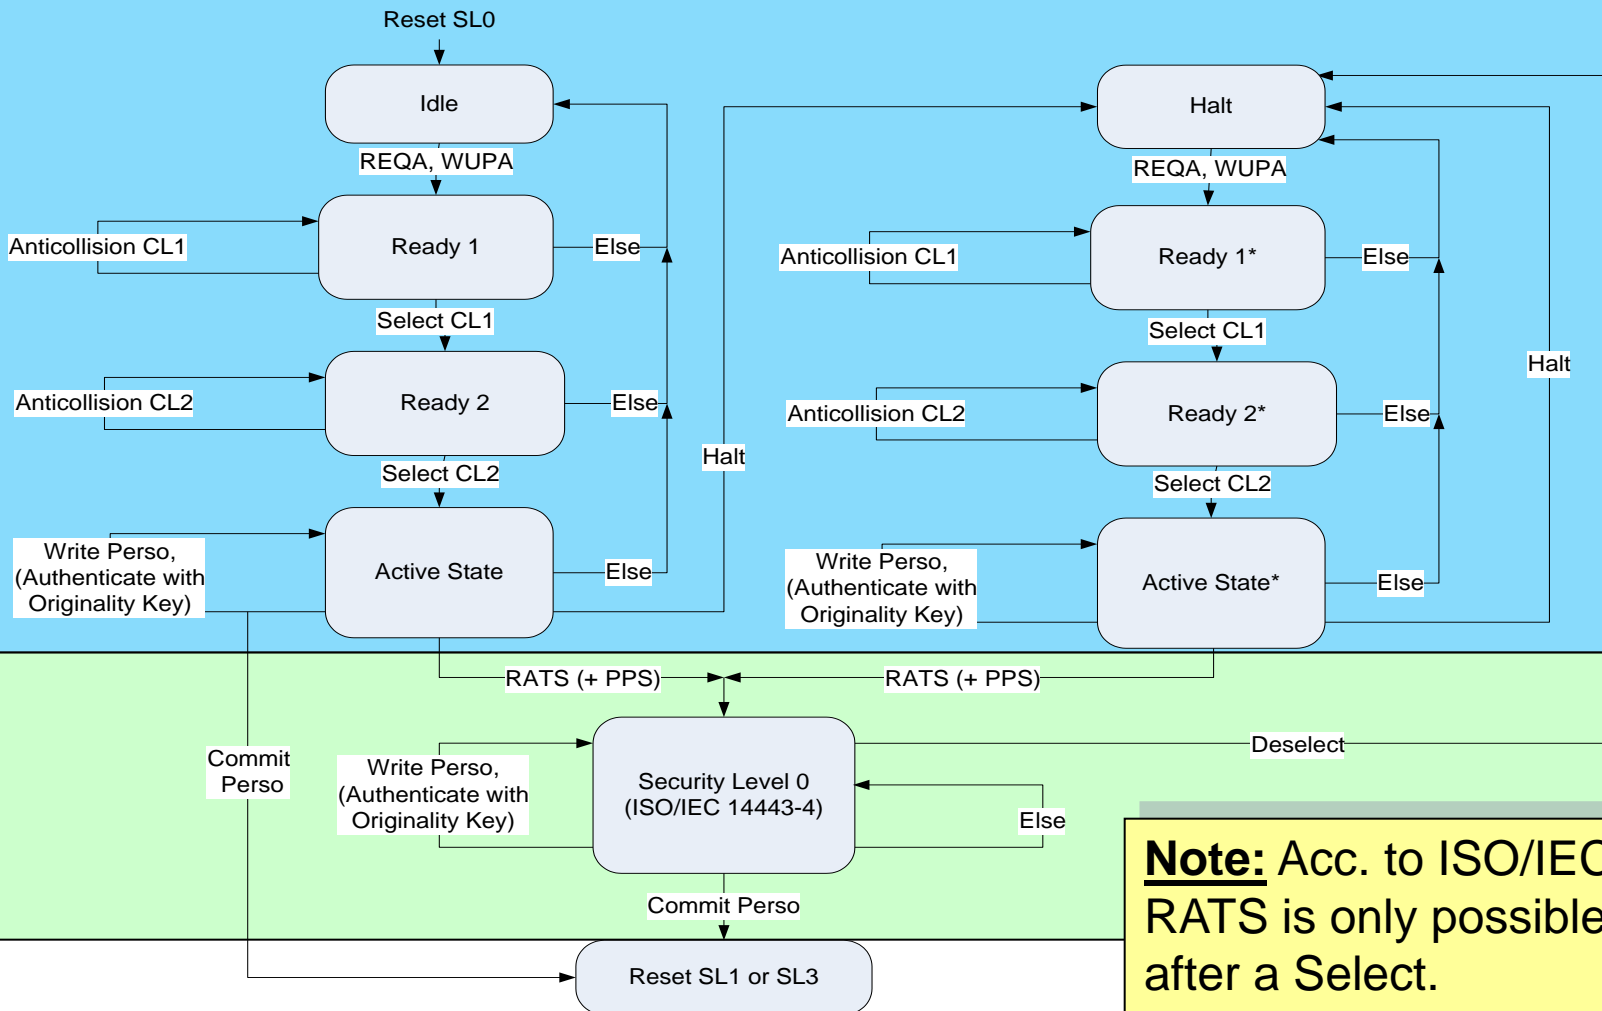 Reset SL0
Idle
REQA, WUPA
Ready 1
Anticollision CL1
Else
Select CL1
Ready 2
Anticollision CL2
Else
Select CL2
Halt
Active State
Write Perso,
(Authenticate with
Originality Key)
Else
Halt
REQA, WUPA
Ready 1*
Anticollision CL1
Else
Select CL1
Ready 2*
Anticollision CL2
Else
Select CL2
Halt
Active State*
Write Perso,
(Authenticate with
Originality Key)
Else
RATS (+ PPS)
RATS (+ PPS)
Commit
Perso
Write Perso,
(Authenticate with
Originality Key)
Security Level 0
(ISO/IEC 14443-4)
Deselect
Else
Commit Perso
Reset SL1 or SL3
Note: Acc. to ISO/IEC
RATS is only possible
after a Select.